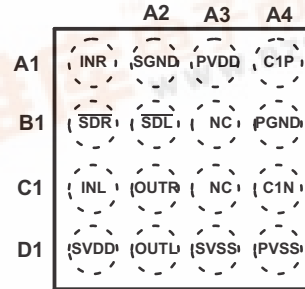 A2 A3 A4
A1 INR SGND PVDD C1P
B1 SDR SDL NC PGND
C1 INL OUTR NC C1N
D1 SVDD OUTL SVSS PVSS